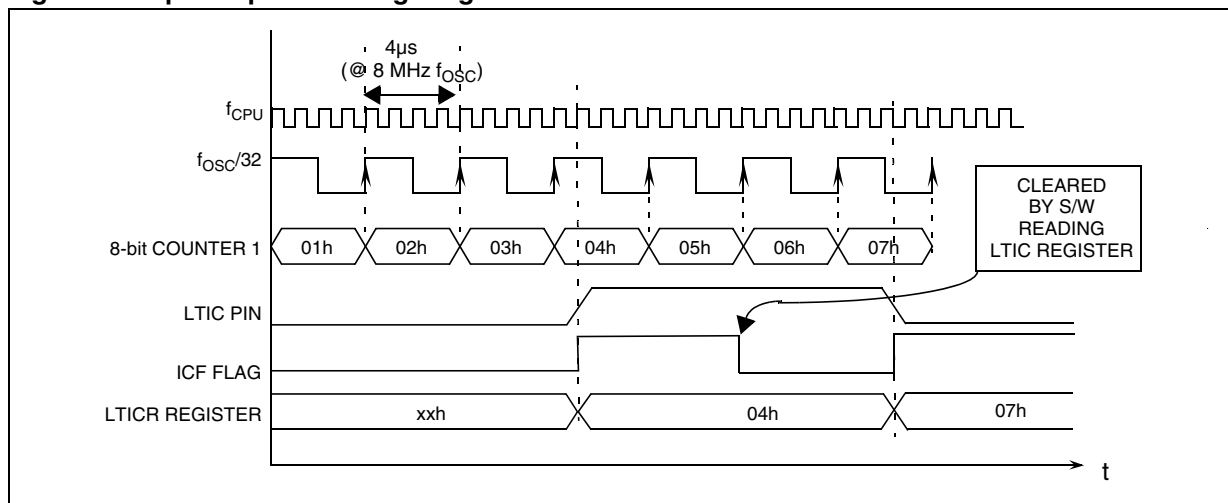 4µs
(@ 8 MHz fOSC)
fCPU
fOSC/32
CLEARED
BY S/W
READING
LTIC REGISTER
8-bit COUNTER 1
01h
02h
03h
04h
05h
06h
07h
LTIC PIN
ICF FLAG
LTICR REGISTER
xxh
04h
07h
t